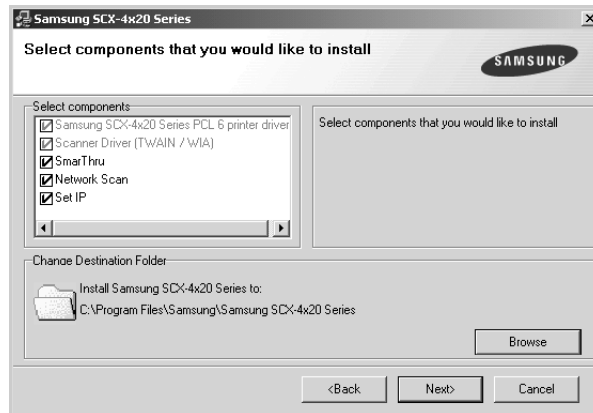 Samsung SCX-4x20 Series
Select components that you would like to install
SAMSUNG
Select components
Samsung SCX-4x20 Series PCL 6 printer driver
Scanner Driver (TWAIN / WIA)
SmarThru
Network Scan
Set IP
Select components that you would like to install
Change Destination Folder
Install Samsung SCX-4x20 Series to:
C:\Program Files\Samsung\Samsung SCX-4x20 Series
Browse
<Back
Next>
Cancel